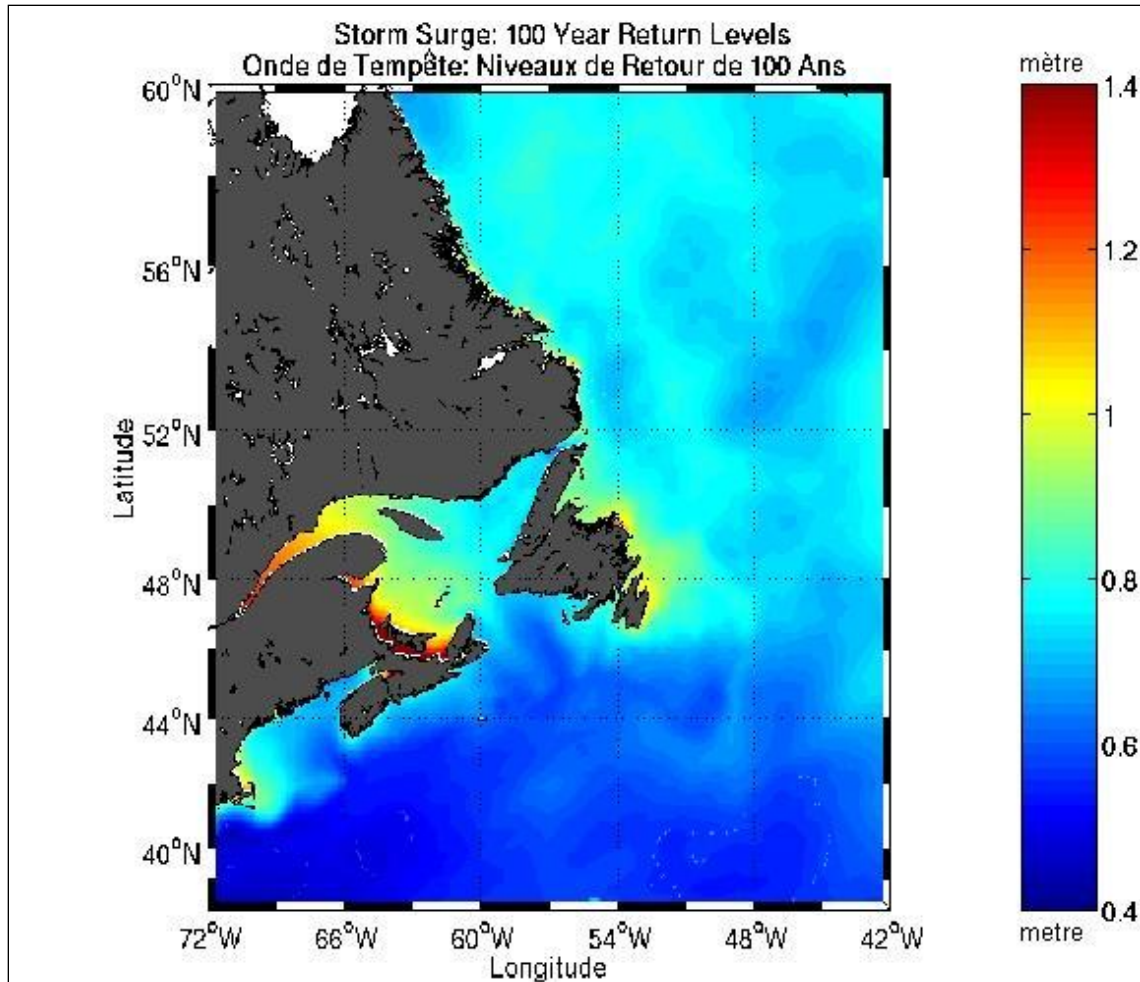 Storm Surge: 100 Year Return Levels
Onde de Tempête: Niveaux de Retour de 100 Ans
mètre
60°N
56°N
52°N
48°N
44°N
40°N
Latitude
72°W 66°W 60°W 54°W 48°W 42°W
Longitude
1.4
1.2
1
0.8
0.6
0.4
metre